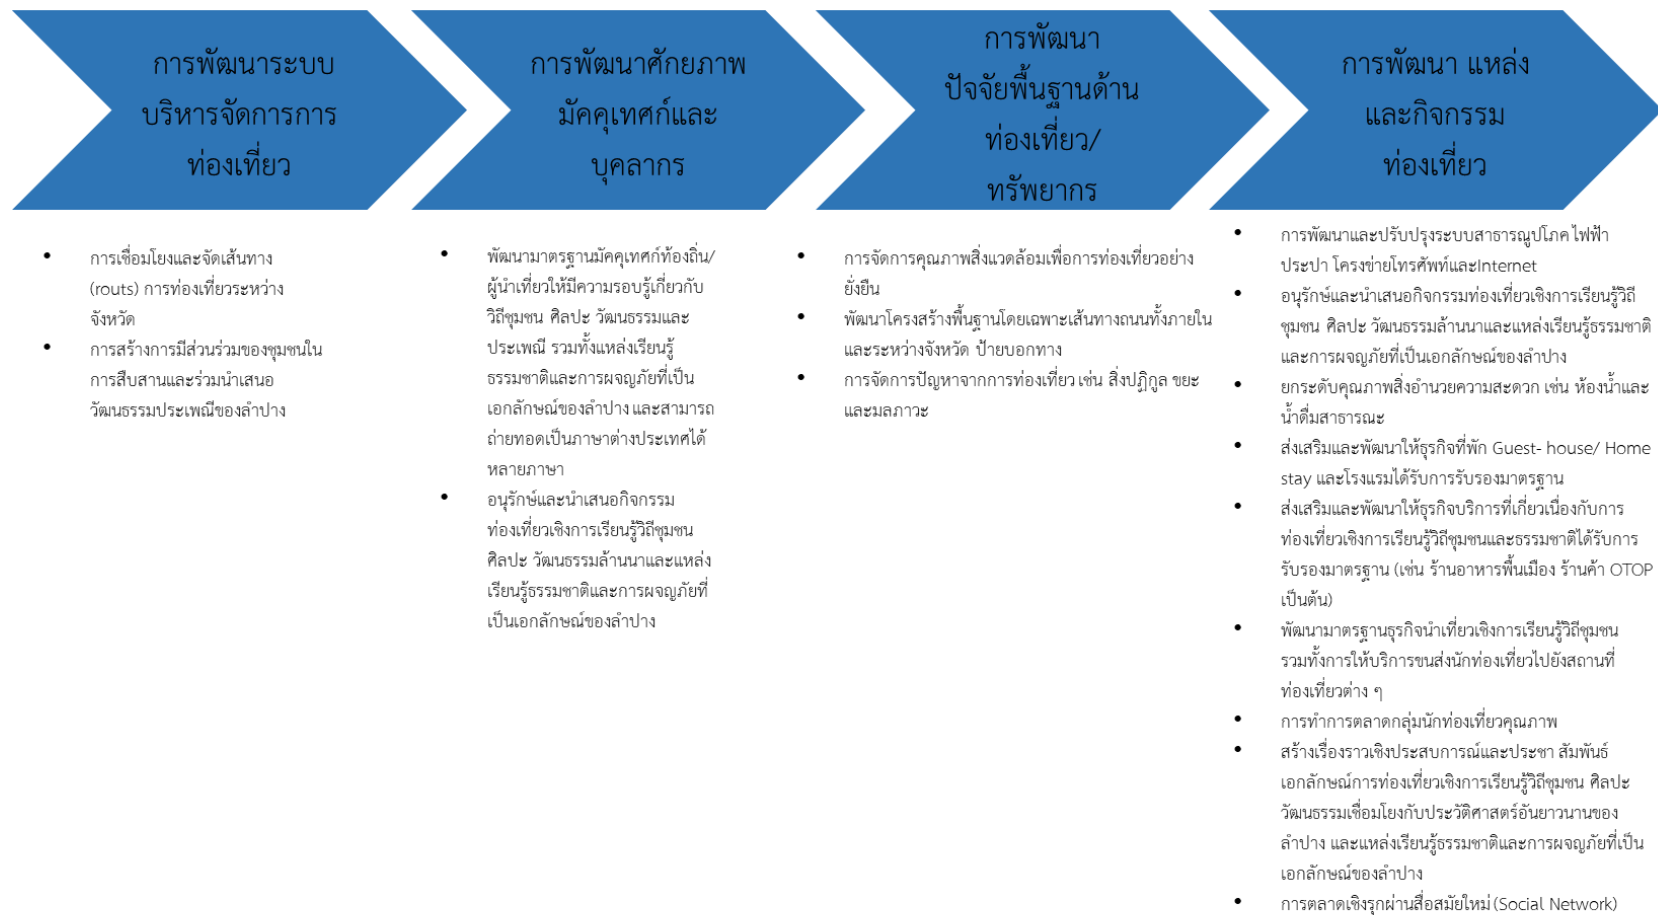 การพัฒนาระบบ
บริหารจัดการการ
ท่องเที่ยว
การพัฒนาศักยภาพ
มัคคุเทศก์และ
บุคลากร
การพัฒนา
ปัจจัยพื้นฐานด้าน
ท่องเที่ยว/
ทรัพยากร
การพัฒนา แหล่ง
และกิจกรรม
ท่องเที่ยว
• การเชื่อมโยงและจัดเส้นทาง
(routs) การท่องเที่ยวระหว่าง
จังหวัด
• การสร้างการมีส่วนร่วมของชุมชนใน
การสืบสานและร่วมนำเสนอ
วัฒนธรรมประเพณีของลำปาง
• พัฒนามาตรฐานมัคคุเทศก์ท้องถิ่น/
ผู้นำเที่ยวให้มีความรอบรู้เกี่ยวกับ
วิถีชุมชน ศิลปะ วัฒนธรรมและ
ประเพณี รวมทั้งแหล่งเรียนรู้
ธรรมชาติและการผจญภัยที่เป็น
เอกลักษณ์ของลำปาง และสามารถ
ถ่ายทอดเป็นภาษาต่างประเทศได้
หลายภาษา
• อนุรักษ์และนำเสนอกิจกรรม
ท่องเที่ยวเชิงการเรียนรู้วิถีชุมชน
ศิลปะ วัฒนธรรมล้านนาและแหล่ง
เรียนรู้ธรรมชาติและการผจญภัยที่
เป็นเอกลักษณ์ของลำปาง
• การจัดการคุณภาพสิ่งแวดล้อมเพื่อการท่องเที่ยวอย่าง
ยั่งยืน
• พัฒนาโครงสร้างพื้นฐานโดยเฉพาะเส้นทางถนนทั้งภายใน
และระหว่างจังหวัด ป้ายบอกทาง
• การจัดการปัญหาจากการท่องเที่ยว เช่น สิ่งปฏิกูล ขยะ
และมลภาวะ
• การพัฒนาและปรับปรุงระบบสาธารณูปโภค ไฟฟ้า
ประปา โครงข่ายโทรศัพท์และInternet
• อนุรักษ์และนำเสนอกิจกรรมท่องเที่ยวเชิงการเรียนรู้วิถี
ชุมชน ศิลปะ วัฒนธรรมล้านนาและแหล่งเรียนรู้ธรรมชาติ
และการผจญภัยที่เป็นเอกลักษณ์ของลำปาง
• ยกระดับคุณภาพสิ่งอำนวยความสะดวก เช่น ห้องน้ำและ
น้ำดื่มสาธารณะ
• ส่งเสริมและพัฒนาให้ธุรกิจที่พัก Guest- house/ Home
stay และโรงแรมได้รับการรับรองมาตรฐาน
• ส่งเสริมและพัฒนาให้ธุรกิจบริการที่เกี่ยวเนื่องกับการ
ท่องเที่ยวเชิงการเรียนรู้วิถีชุมชนและธรรมชาติได้รับการ
รับรองมาตรฐาน (เช่น ร้านอาหารพื้นเมือง ร้านค้า OTOP
เป็นต้น)
• พัฒนามาตรฐานธุรกิจนำเที่ยวเชิงการเรียนรู้วิถีชุมชน
รวมทั้งการให้บริการขนส่งนักท่องเที่ยวไปยังสถานที่
ท่องเที่ยวต่าง ๆ
• การทำการตลาดกลุ่มนักท่องเที่ยวคุณภาพ
• สร้างเรื่องราวเชิงประสบการณ์และประชา สัมพันธ์
เอกลักษณ์การท่องเที่ยวเชิงการเรียนรู้วิถีชุมชน ศิลปะ
วัฒนธรรมเชื่อมโยงกับประวัติศาสตร์อันยาวนานของ
ลำปาง และแหล่งเรียนรู้ธรรมชาติและการผจญภัยที่เป็น
เอกลักษณ์ของลำปาง
• การตลาดเชิงรุกผ่านสื่อสมัยใหม่ (Social Network)